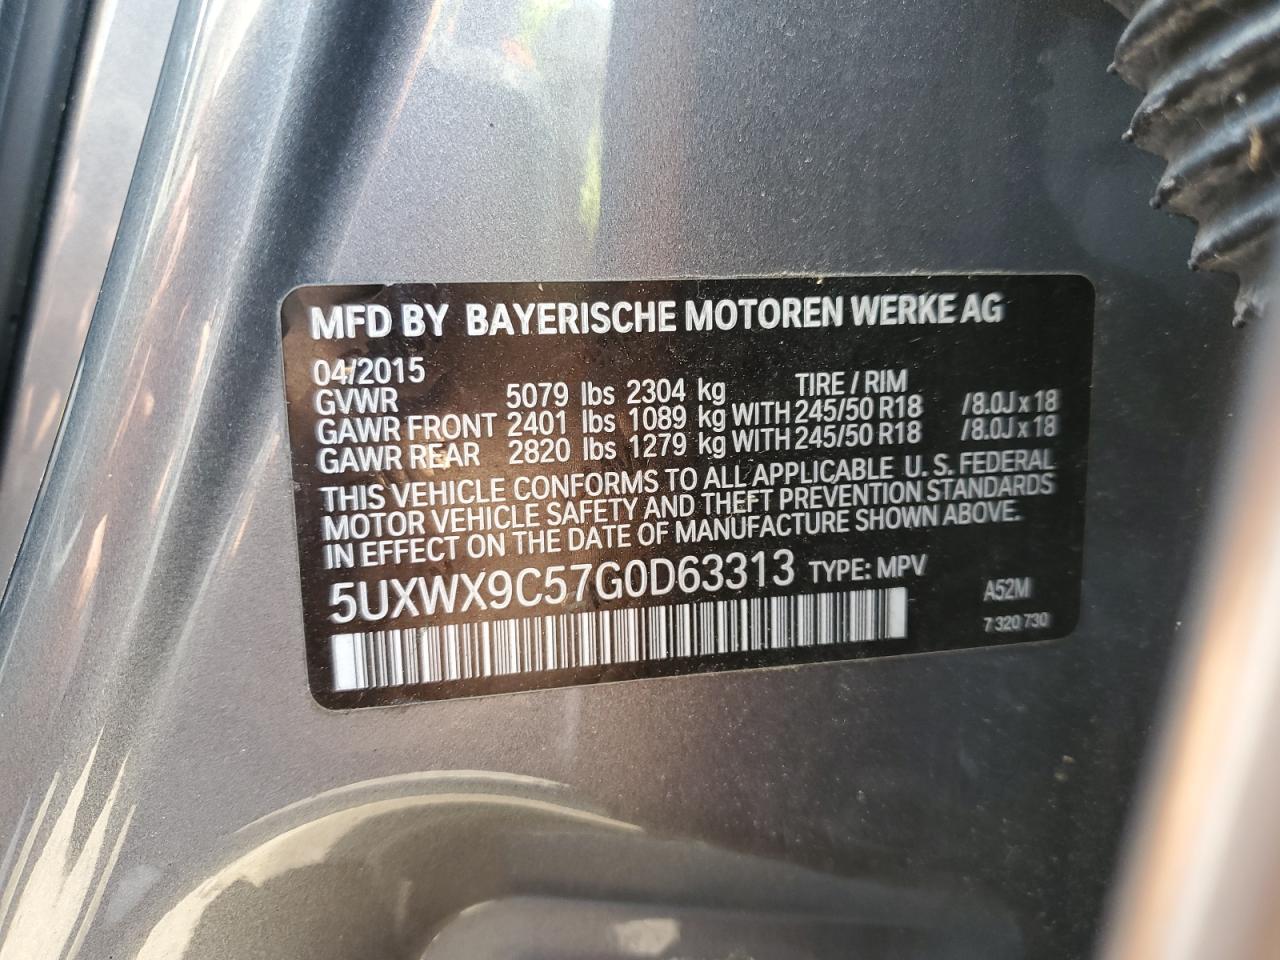 MFD BY BAYERISCHE MOTOREN WERKE AG
04/2015
GVWR 5079 lbs 2304 kg TIRE / RIM
GAWR FRONT 2401 lbs 1089 kg WITH 245/50 R18 /8.0J x 18
GAWR REAR 2820 lbs 1279 kg WITH 245/50 R18 /8.0J x 18
THIS VEHICLE CONFORMS TO ALL APPLICABLE U.S. FEDERAL
MOTOR VEHICLE SAFETY AND THEFT PREVENTION STANDARDS
IN EFFECT ON THE DATE OF MANUFACTURE SHOWN ABOVE.
5UXWX9C57G0D63313 TYPE: MPV
A52M
7 320 730